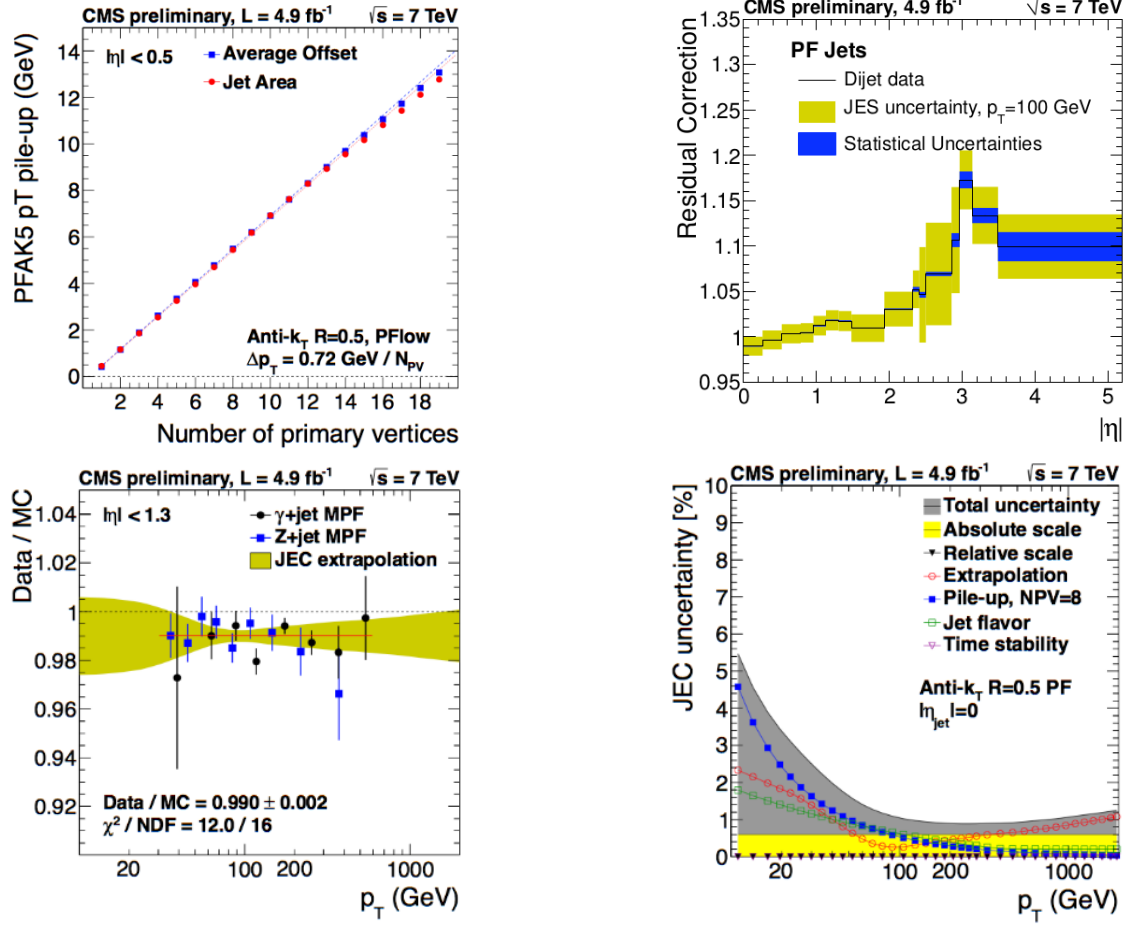 CMS preliminary, L = 4.9 fb⁻¹ √s = 7 TeV
PFAK5 pT pile-up (GeV)
14
12
10
8
6
4
2
0
|η| < 0.5
Average Offset
Jet Area
Anti-k_T R=0.5, PFlow
Δp_T = 0.72 GeV / N_PV
2 4 6 8 10 12 14 16 18
Number of primary vertices
CMS preliminary, L = 4.9 fb⁻¹ √s = 7 TeV
Residual Correction
1.35
1.3
1.25
1.2
1.15
1.1
1.05
1
0.95
PF Jets
Dijet data
JES uncertainty, p_T=100 GeV
Statistical Uncertainties
0 1 2 3 4 5
|η|
CMS preliminary, L = 4.9 fb⁻¹ √s = 7 TeV
Data / MC
1.04
1.02
1
0.98
0.96
0.94
0.92
|η| < 1.3
γ+jet MPF
Z+jet MPF
JEC extrapolation
Data / MC = 0.990 ± 0.002
χ² / NDF = 12.0 / 16
20 100 200 1000
p_T (GeV)
CMS preliminary, L = 4.9 fb⁻¹ √s = 7 TeV
JEC uncertainty [%]
10
9
8
7
6
5
4
3
2
1
0
Total uncertainty
Absolute scale
Relative scale
Extrapolation
Pile-up, NPV=8
Jet flavor
Time stability
Anti-k_T R=0.5 PF
|η_jet|=0
20 100 200 1000
p_T (GeV)